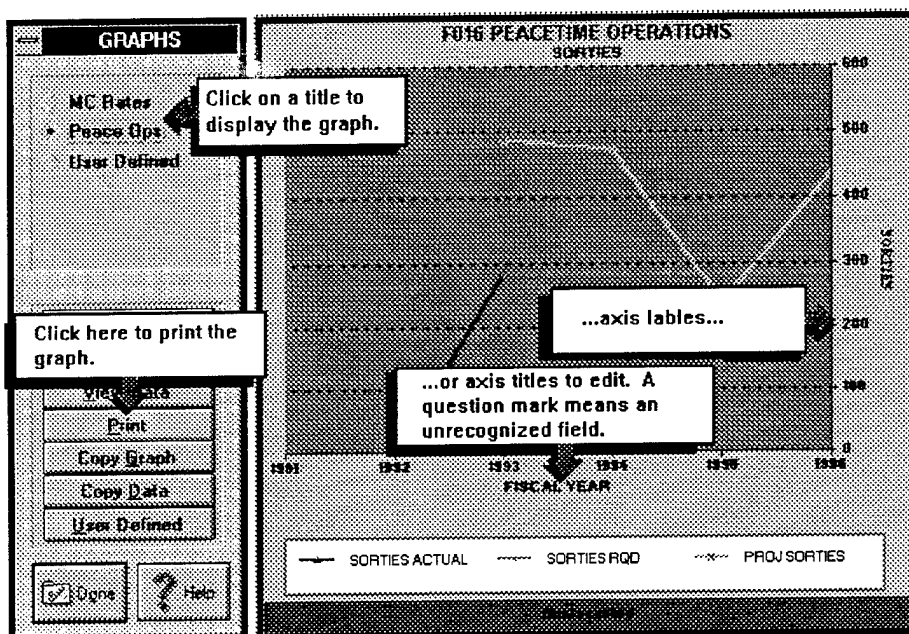 GRAPHS
MC Rates
Peace Ops
User Defined
Click on a title to
display the graph.
Click here to print the
graph.
Print
Copy Graph
Copy Data
User Defined
Done
Help
F016 PEACETIME OPERATIONS
SORTIES
600
500
400
300
200
100
0
SORTIES
...axis lables...
...or axis titles to edit. A
question mark means an
unrecognized field.
1991 1992 1993 1994 1995 1996
FISCAL YEAR
SORTIES ACTUAL SORTIES RQD PROJ SORTIES